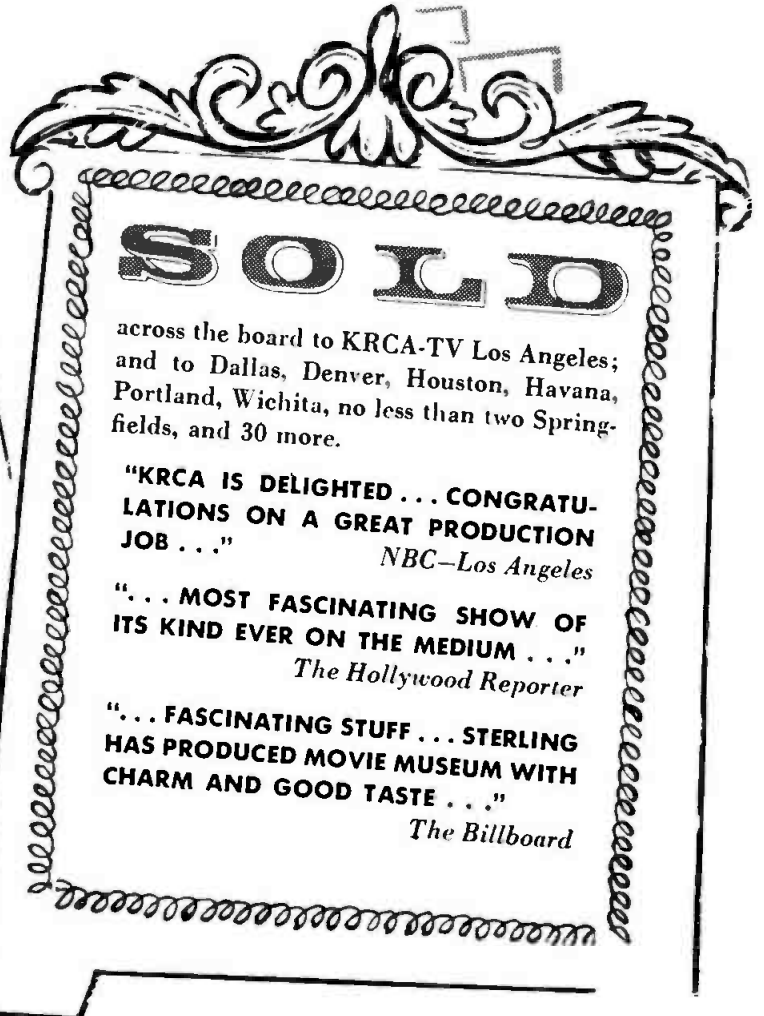 SOLD
across the board to KRCA-TV Los Angeles;
and to Dallas, Denver, Houston, Havana,
Portland, Wichita, no less than two Spring-
fields, and 30 more.
“KRCA IS DELIGHTED . . . CONGRATU-
LATIONS ON A GREAT PRODUCTION
JOB . . .”
NBC—Los Angeles
“. . . MOST FASCINATING SHOW OF
ITS KIND EVER ON THE MEDIUM . . .”
The Hollywood Reporter
“. . . FASCINATING STUFF . . . STERLING
HAS PRODUCED MOVIE MUSEUM WITH
CHARM AND GOOD TASTE . . .”
The Billboard